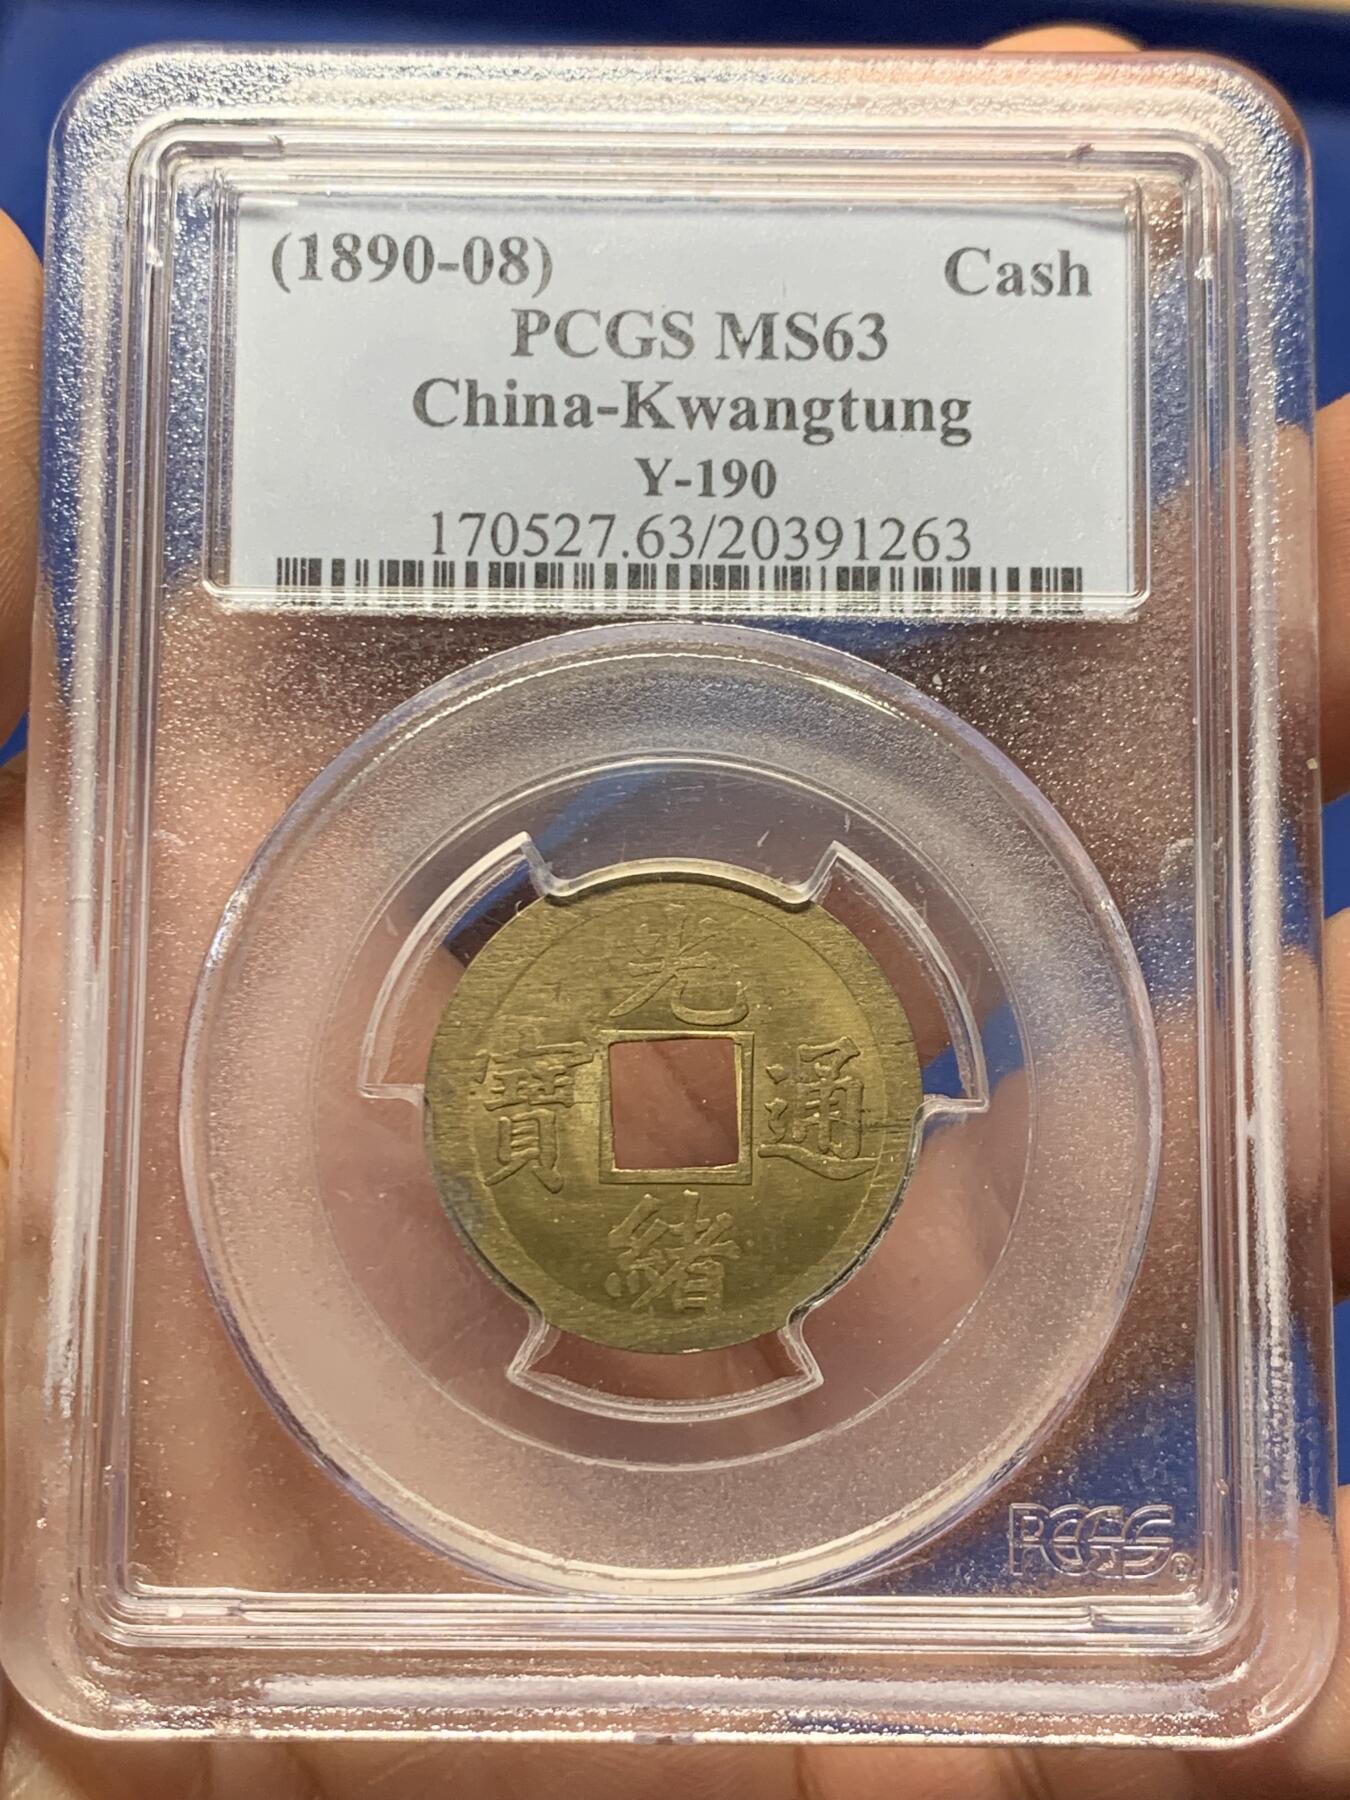 (1890-08) Cash
PCGS MS63
China-Kwangtung
Y-190
170527.63/20391263
光
寶 通
緒
PCGS®